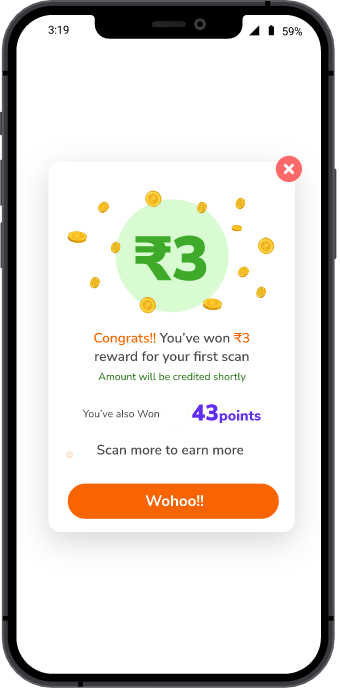 3:19
59%
₹3
Congrats!! You've won ₹3
reward for your first scan
Amount will be credited shortly
You've also Won 43points
Scan more to earn more
Wohoo!!